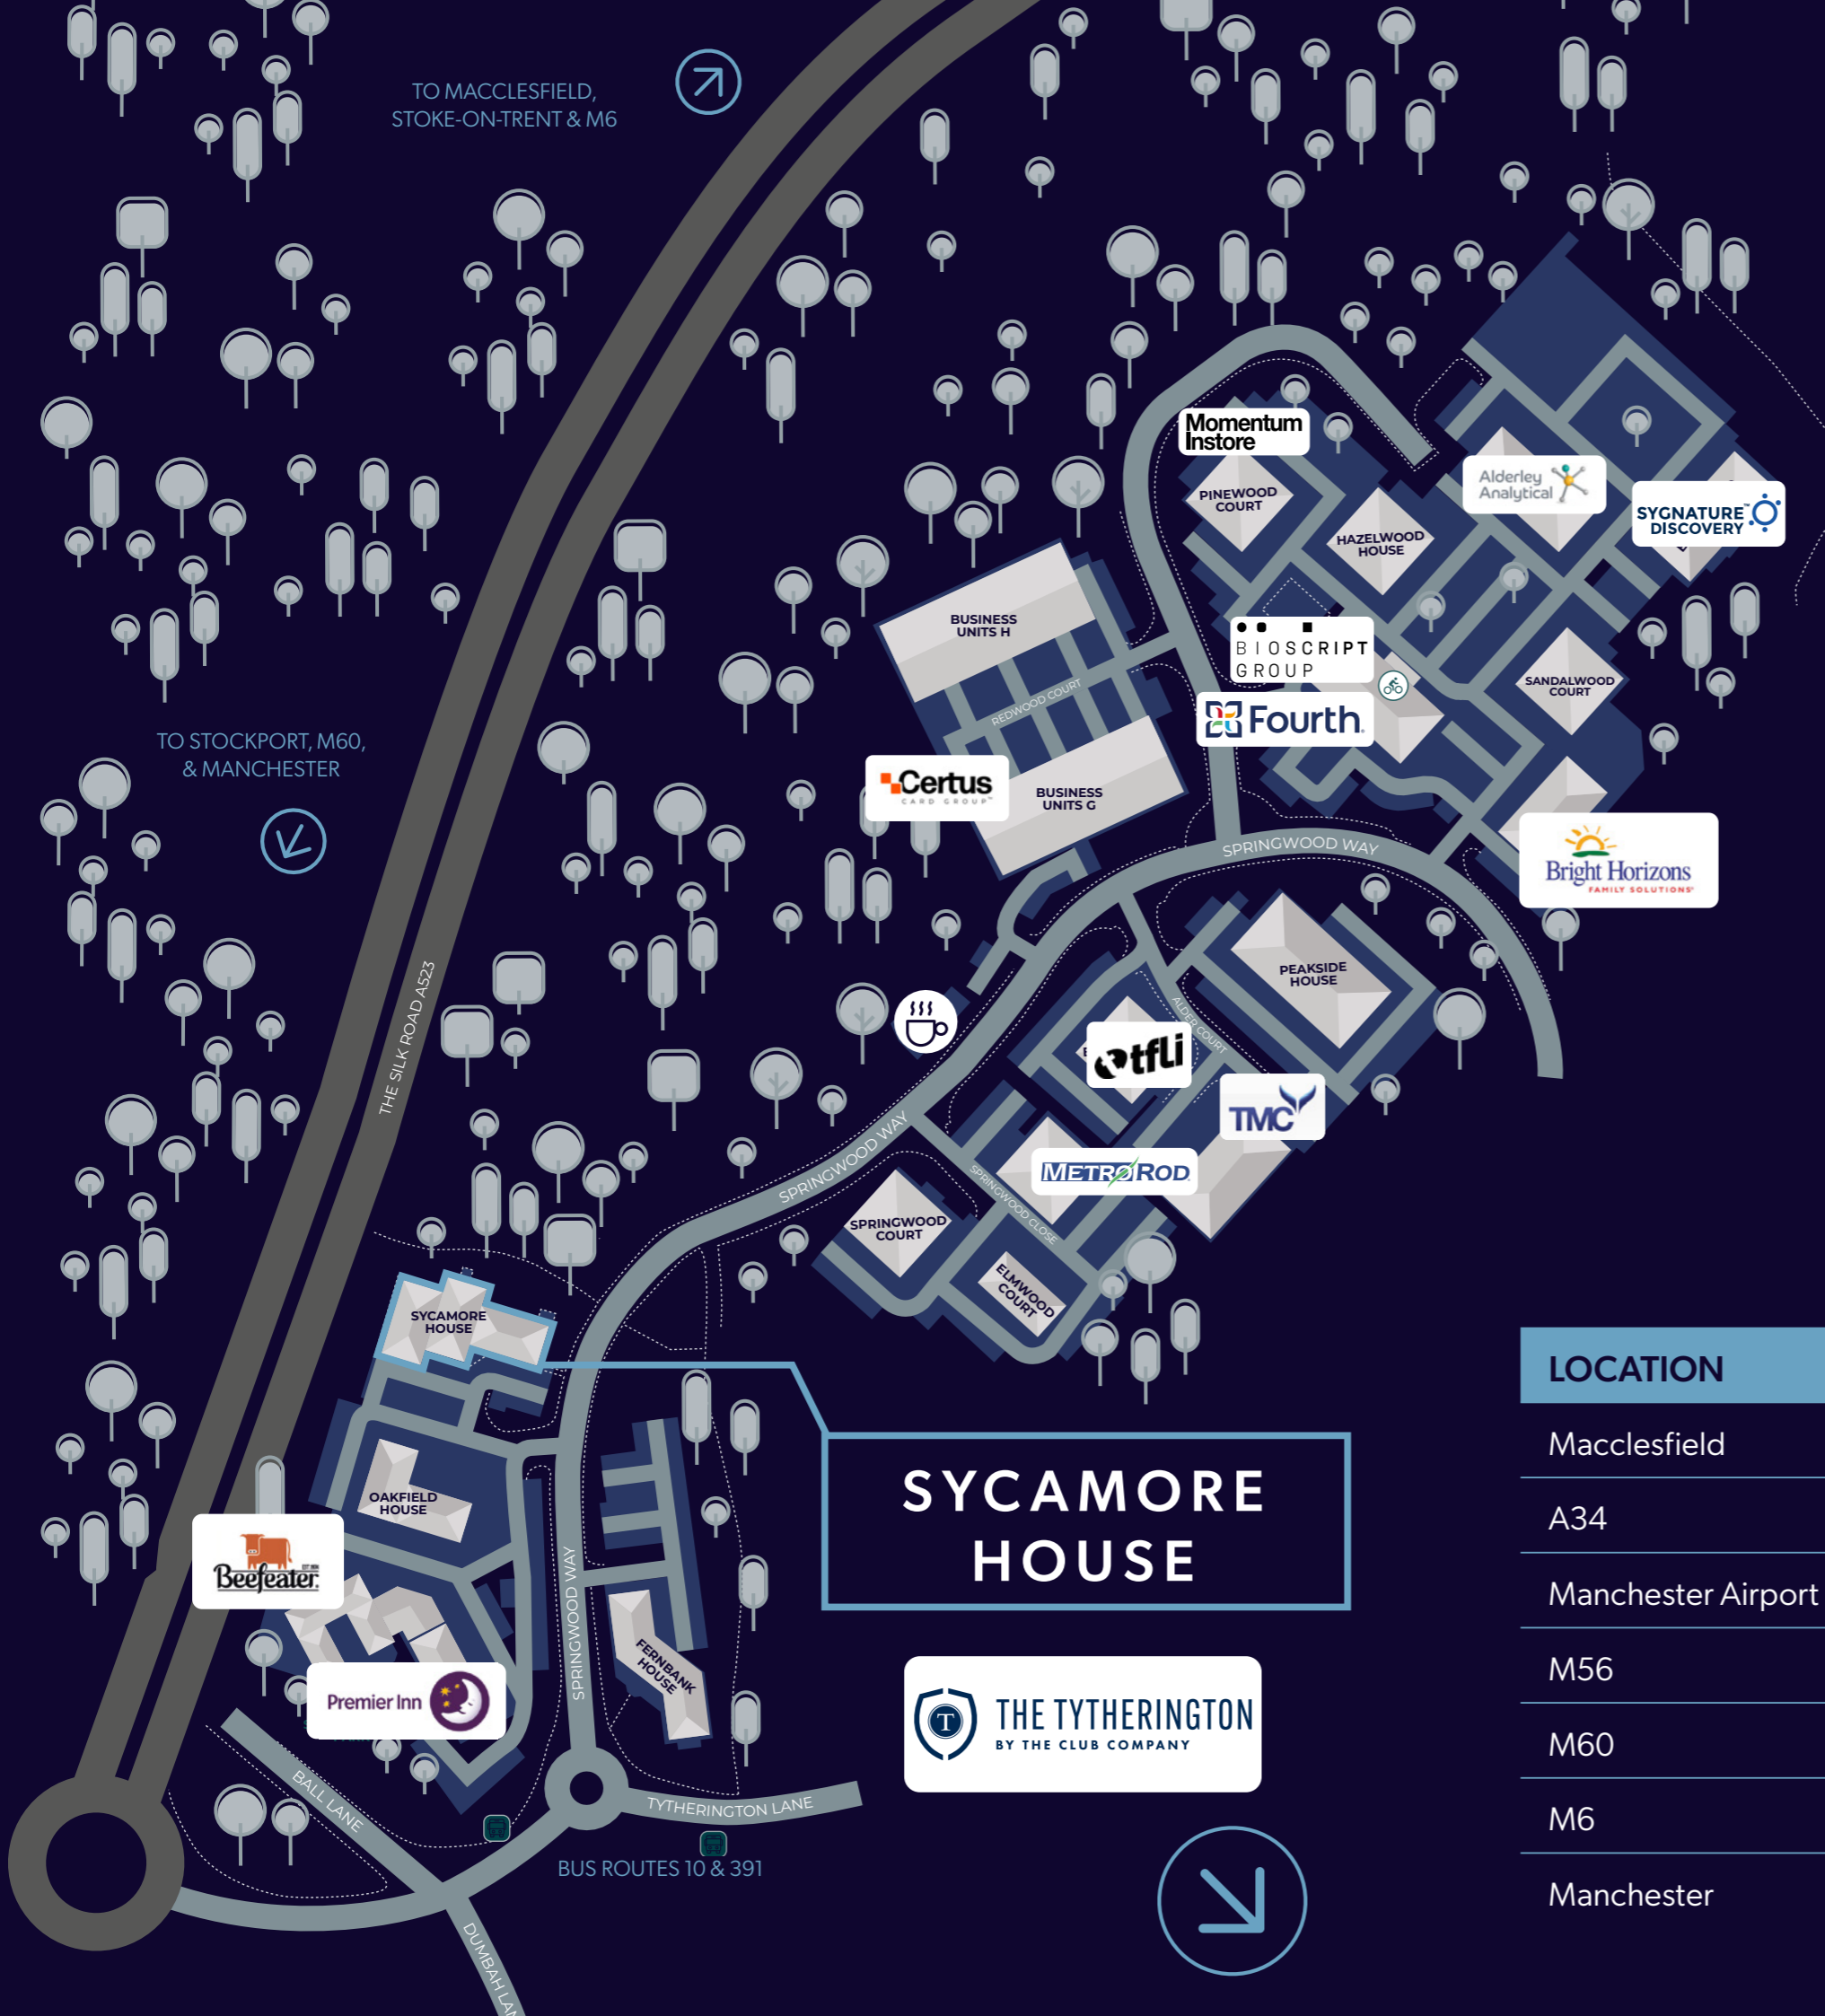 TO MACCLESFIELD,
STOKE-ON-TRENT & M6
Momentum
Instore
PINEWOOD
COURT
HAZELWOOD
HOUSE
Alderley
Analytical
SYGNATURE™
DISCOVERY
BUSINESS
UNITS H
BIOSCRIPT
GROUP
SANDALWOOD
COURT
REDWOOD COURT
Fourth
TO STOCKPORT, M60,
& MANCHESTER
Certus
CARD GROUP™
BUSINESS
UNITS G
SPRINGWOOD WAY
Bright Horizons
FAMILY SOLUTIONS
PEAKSIDE
HOUSE
THE SILK ROAD A523
ALDER COURT
tfli
TMC
SPRINGWOOD WAY
METRO ROD
SPRINGWOOD CLOSE
SPRINGWOOD
COURT
ELMWOOD
COURT
SYCAMORE
HOUSE
OAKFIELD
HOUSE
SYCAMORE
HOUSE
Beefeater
SPRINGWOOD WAY
FERNBANK
HOUSE
Premier Inn
T
THE TYTHERINGTON
BY THE CLUB COMPANY
BALL LANE
TYTHERINGTON LANE
BUS ROUTES 10 & 391
LOCATION
Macclesfield
A34
Manchester Airport
M56
M60
M6
Manchester